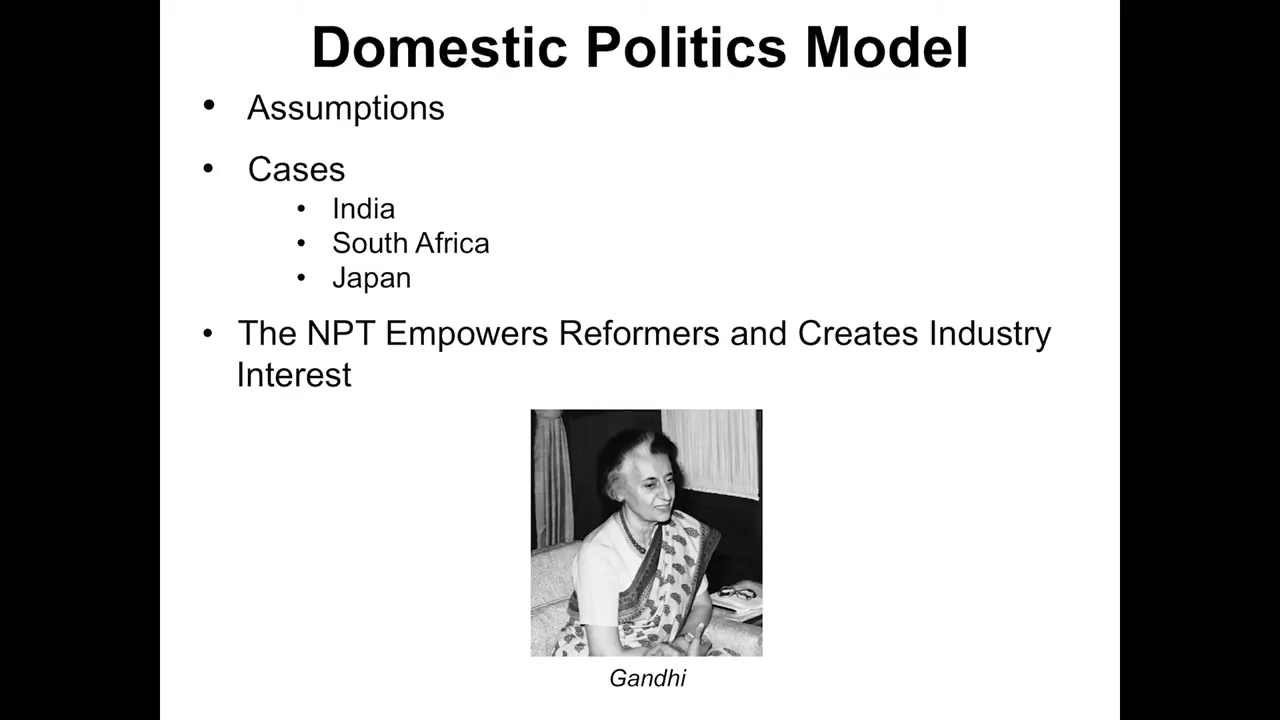 Domestic Politics Model
• Assumptions
• Cases
• India
• South Africa
• Japan
• The NPT Empowers Reformers and Creates Industry
Interest
Gandhi